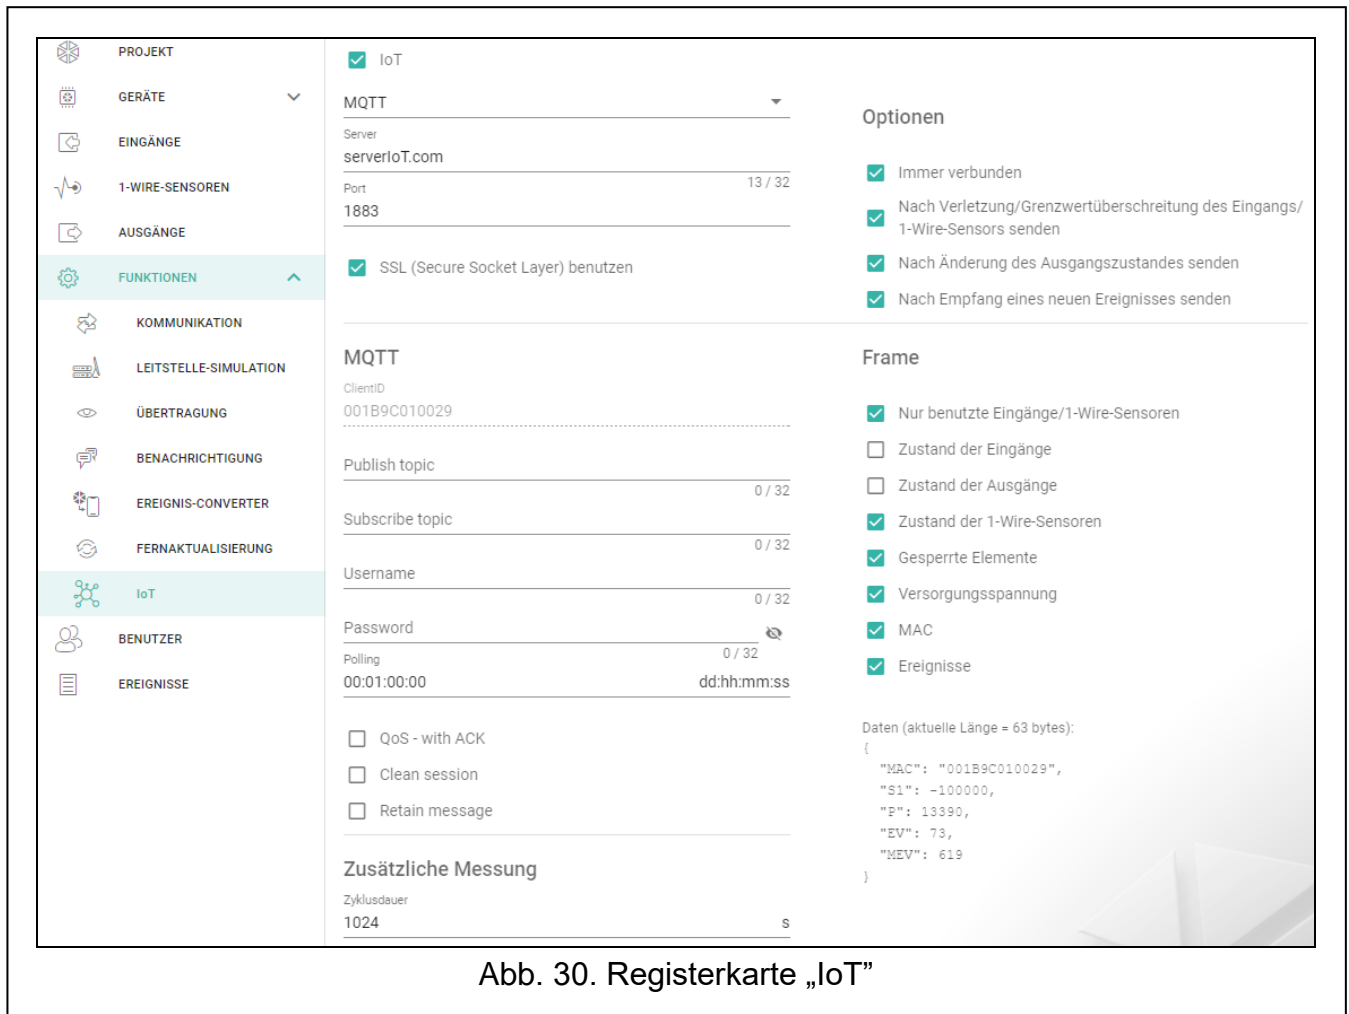 PROJEKT
GERÄTE
EINGÄNGE
1-WIRE-SENSOREN
AUSGÄNGE
FUNKTIONEN
KOMMUNIKATION
LEITSTELLE-SIMULATION
ÜBERTRAGUNG
BENACHRICHTIGUNG
EREIGNIS-CONVERTER
FERNAKTUALISIERUNG
IoT
BENUTZER
EREIGNISSE
IoT
MQTT
Server
serverIoT.com
13 / 32
Port
1883
SSL (Secure Socket Layer) benutzen
Optionen
Immer verbunden
Nach Verletzung/Grenzwertüberschreitung des Eingangs/
1-Wire-Sensors senden
Nach Änderung des Ausgangszustandes senden
Nach Empfang eines neuen Ereignisses senden
MQTT
ClientID
001B9C010029
Publish topic
0 / 32
Subscribe topic
0 / 32
Username
0 / 32
Password
0 / 32
Polling
00:01:00:00 dd:hh:mm:ss
QoS - with ACK
Clean session
Retain message
Zusätzliche Messung
Zyklusdauer
1024 s
Frame
Nur benutzte Eingänge/1-Wire-Sensoren
Zustand der Eingänge
Zustand der Ausgänge
Zustand der 1-Wire-Sensoren
Gesperrte Elemente
Versorgungsspannung
MAC
Ereignisse
Daten (aktuelle Länge = 63 bytes):
{
"MAC": "001B9C010029",
"S1": -100000,
"P": 13390,
"EV": 73,
"MEV": 619
}
Abb. 30. Registerkarte „IoT”